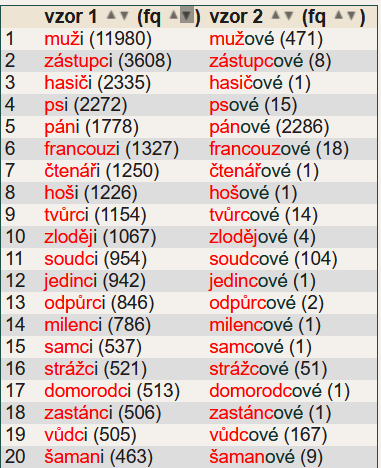 vzor 1 ▲▼ (fq ▲▼) vzor 2 ▲▼ (fq ▲▼)
1 muži (11980) mužové (471)
2 zástupci (3608) zástupcové (8)
3 hasiči (2335) hasičové (1)
4 psi (2272) psové (15)
5 páni (1778) pánové (2286)
6 francouzi (1327) francouzové (18)
7 čtenáři (1250) čtenářové (1)
8 hoši (1226) hošové (1)
9 tvůrci (1154) tvůrcové (14)
10 zloději (1067) zlodějové (4)
11 soudci (954) soudcové (104)
12 jedinci (942) jedincové (1)
13 odpůrci (846) odpůrcové (2)
14 milenci (786) milencové (1)
15 samci (537) samcové (1)
16 strážci (521) strážcové (51)
17 domorodci (513) domorodcové (1)
18 zastánci (506) zastáncové (1)
19 vůdci (505) vůdcové (167)
20 šamani (463) šamanové (9)